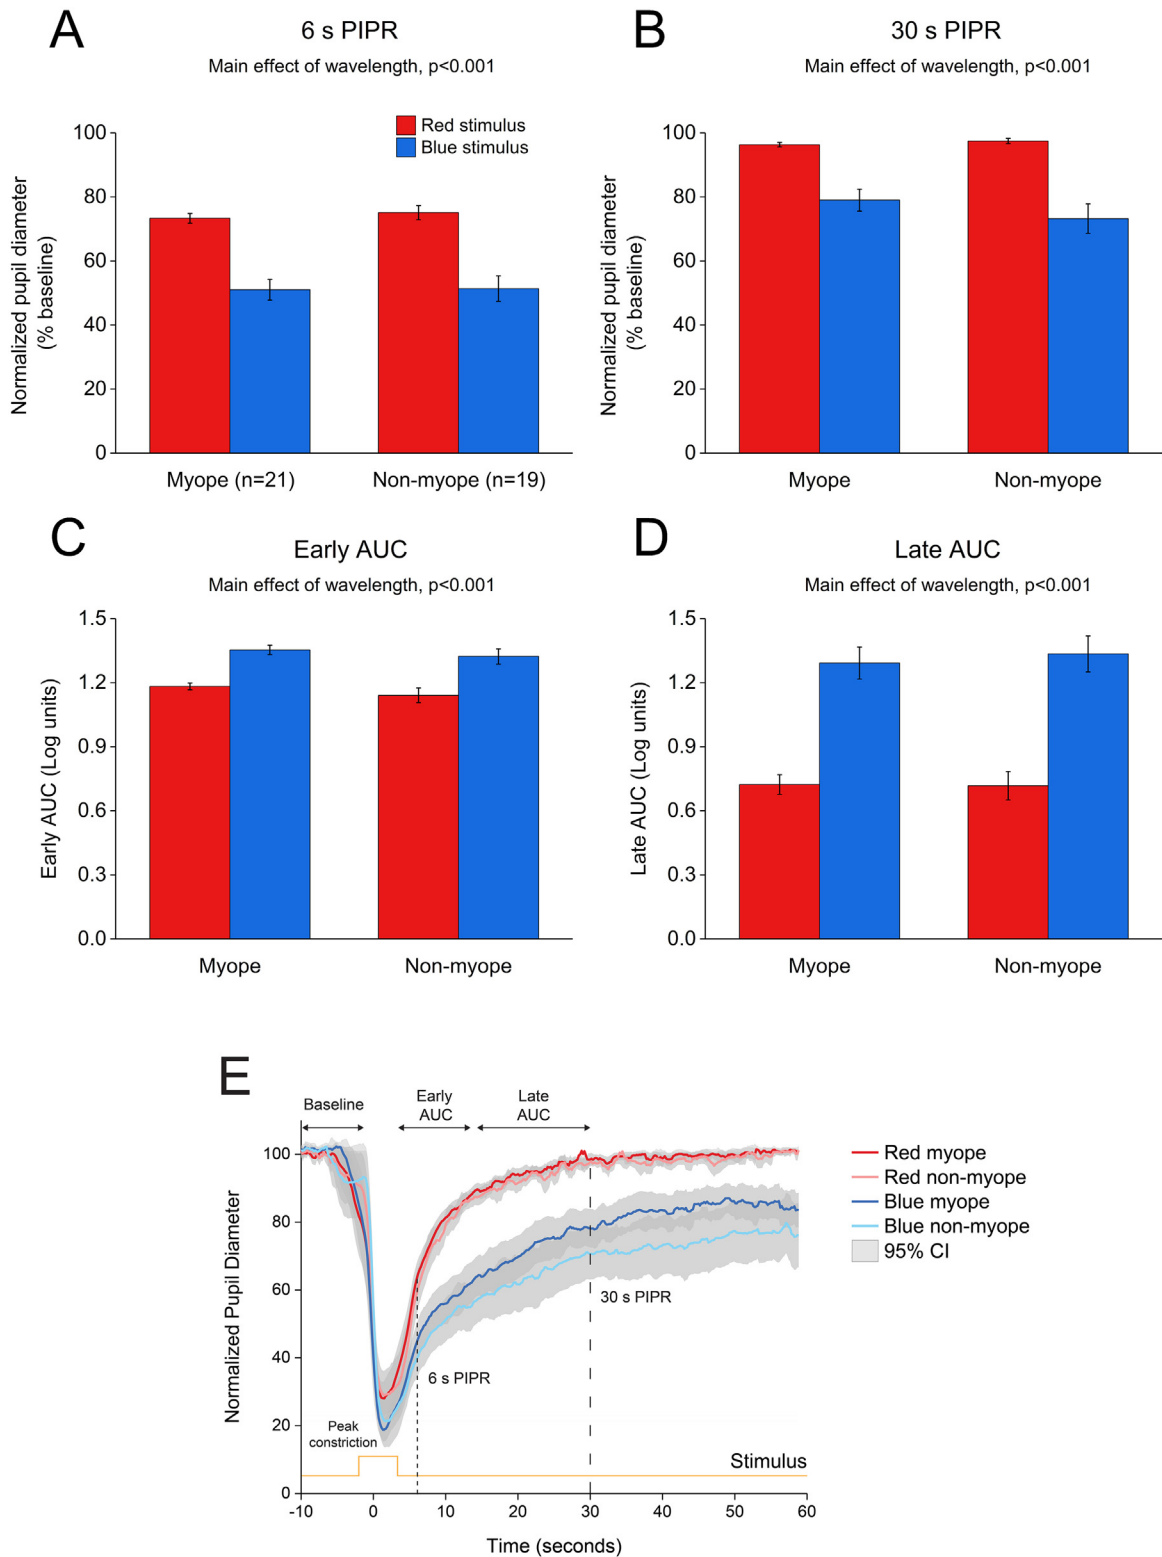 A
6 s PIPR
Main effect of wavelength, p<0.001
Red stimulus
Blue stimulus
Normalized pupil diameter
(% baseline)
100
80
60
40
20
0
Myope (n=21)
Non-myope (n=19)
B
30 s PIPR
Main effect of wavelength, p<0.001
Normalized pupil diameter
(% baseline)
100
80
60
40
20
0
Myope
Non-myope
C
Early AUC
Main effect of wavelength, p<0.001
Early AUC (Log units)
1.5
1.2
0.9
0.6
0.3
0.0
Myope
Non-myope
D
Late AUC
Main effect of wavelength, p<0.001
Late AUC (Log units)
1.5
1.2
0.9
0.6
0.3
0.0
Myope
Non-myope
E
Baseline
Early
AUC
Late
AUC
Normalized Pupil Diameter
100
80
60
40
20
0
30 s PIPR
6 s PIPR
Peak
constriction
Stimulus
-10
0
10
20
30
40
50
60
Time (seconds)
Red myope
Red non-myope
Blue myope
Blue non-myope
95% CI